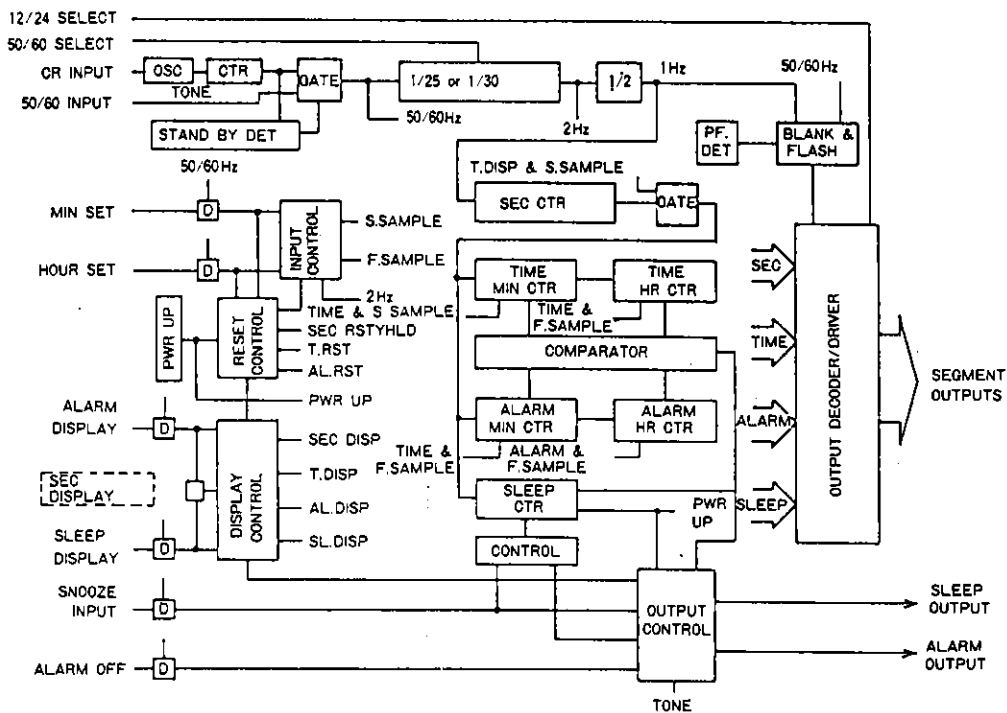 12/24 SELECT
50/60 SELECT
CR INPUT
OSC
CTR
GATE
1/25 or 1/30
1/2
1Hz
50/60Hz
TONE
50/60 INPUT
STAND BY DET
50/60Hz
2Hz
PF.
DET
BLANK &
FLASH
50/60Hz
T.DISP & S.SAMPLE
SEC CTR
GATE
MIN SET
D
INPUT
CONTROL
S.SAMPLE
HOUR SET
D
F.SAMPLE
2Hz
TIME & S SAMPLE
PWR UP
RESET
CONTROL
SEC RSTYHLD
T.RST
AL.RST
PWR UP
TIME
MIN CTR
TIME
HR CTR
TIME &
F.SAMPLE
COMPARATOR
ALARM
MIN CTR
ALARM
HR CTR
TIME &
F.SAMPLE
ALARM &
F.SAMPLE
SEC
TIME
ALARM
SLEEP
OUTPUT DECODER/DRIVER
SEGMENT
OUTPUTS
ALARM
DISPLAY
D
SEC
DISPLAY
DISPLAY
CONTROL
SEC DISP
T.DISP
AL.DISP
SL.DISP
SLEEP
CTR
PWR
UP
SLEEP
DISPLAY
D
CONTROL
SNOOZE
INPUT
D
OUTPUT
CONTROL
SLEEP
OUTPUT
ALARM OFF
D
ALARM
OUTPUT
TONE